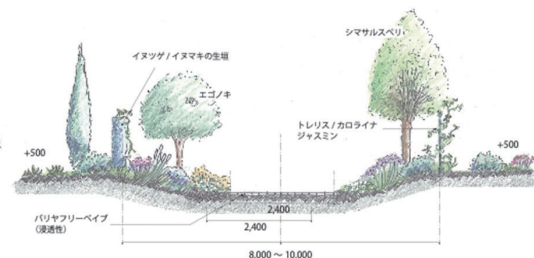 シマサルスベリ
イヌツゲ / イヌマキの生垣
エゴノキ
トレリス / カロライナ
ジャスミン
+500
+500
バリヤフリーペイブ
（浸透性）
2,400
2,400
8,000 ～ 10,000